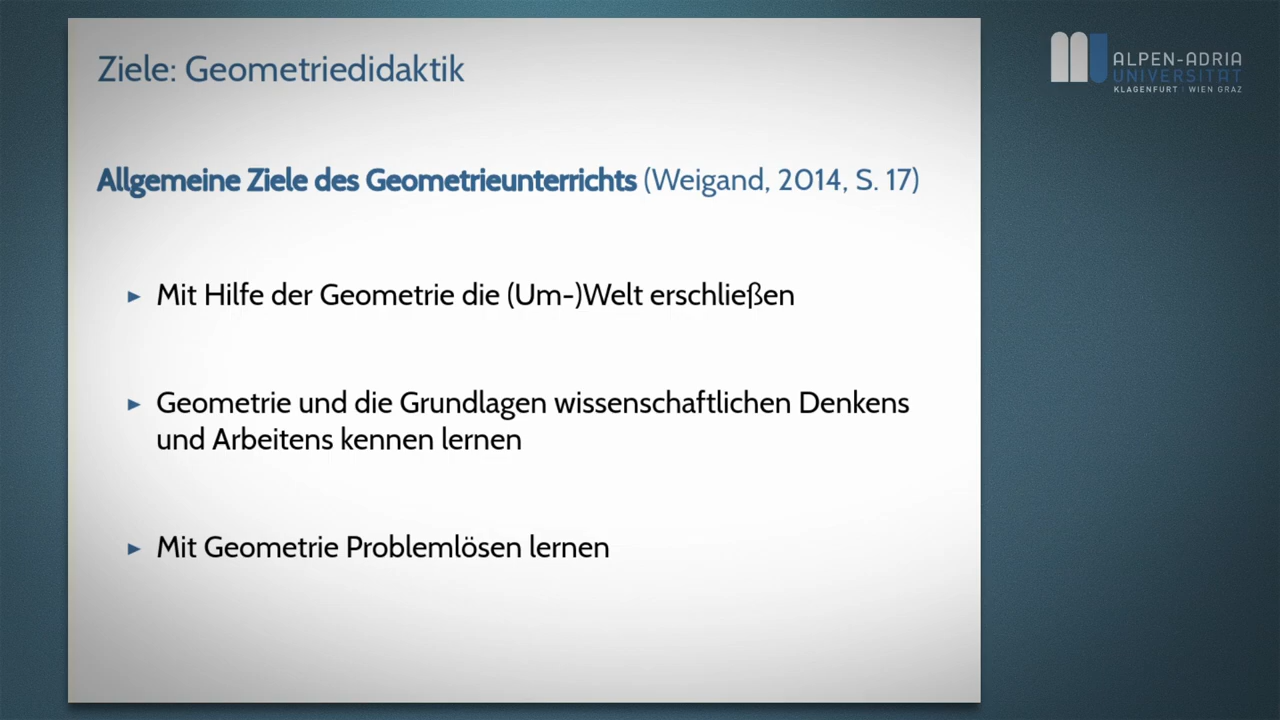 Ziele: Geometriedidaktik
ALPEN-ADRIA
UNIVERSITÄT
KLAGENFURT | WIEN GRAZ
Allgemeine Ziele des Geometrieunterrichts (Weigand, 2014, S. 17)
► Mit Hilfe der Geometrie die (Um-)Welt erschließen
► Geometrie und die Grundlagen wissenschaftlichen Denkens
und Arbeitens kennen lernen
► Mit Geometrie Problemlösen lernen